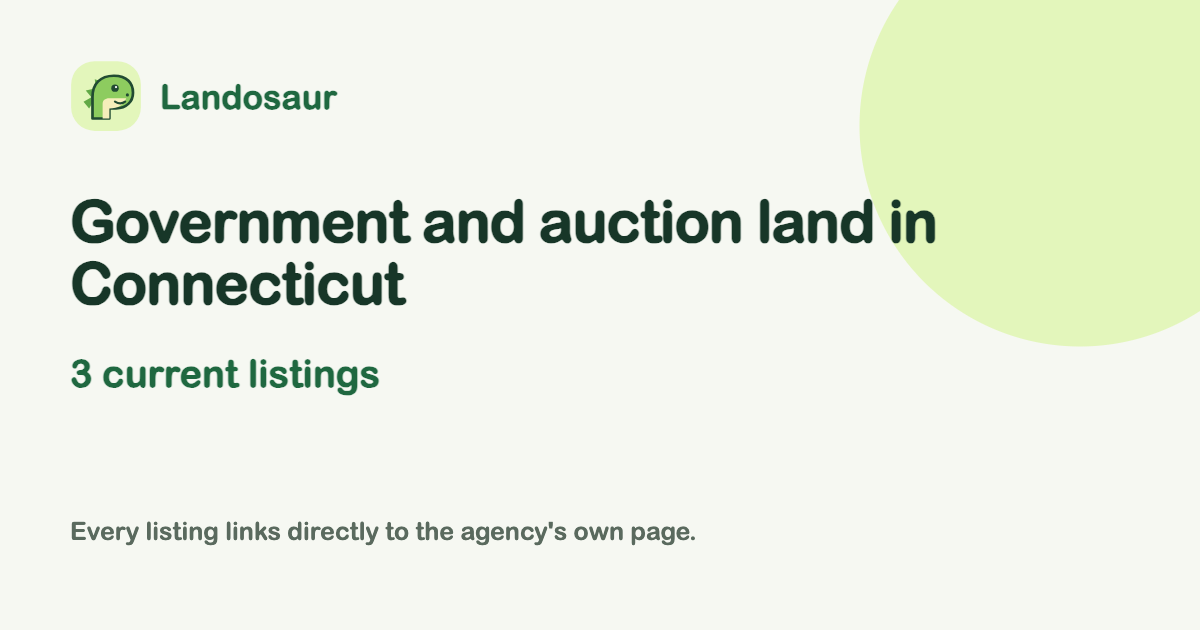 Landosaur
Government and auction land in
Connecticut
3 current listings
Every listing links directly to the agency's own page.